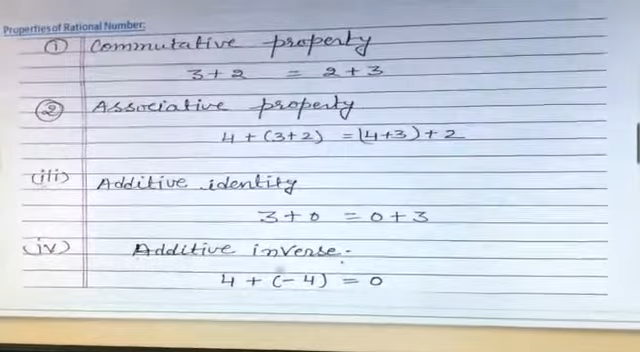 Properties of Rational Number:
① Commutative property
3+2 = 2+3
② Associative property
4+(3+2) =(4+3)+2
(iii) Additive identity
3+0 = 0+3
(iv) Additive inverse.
4 + (-4) = 0